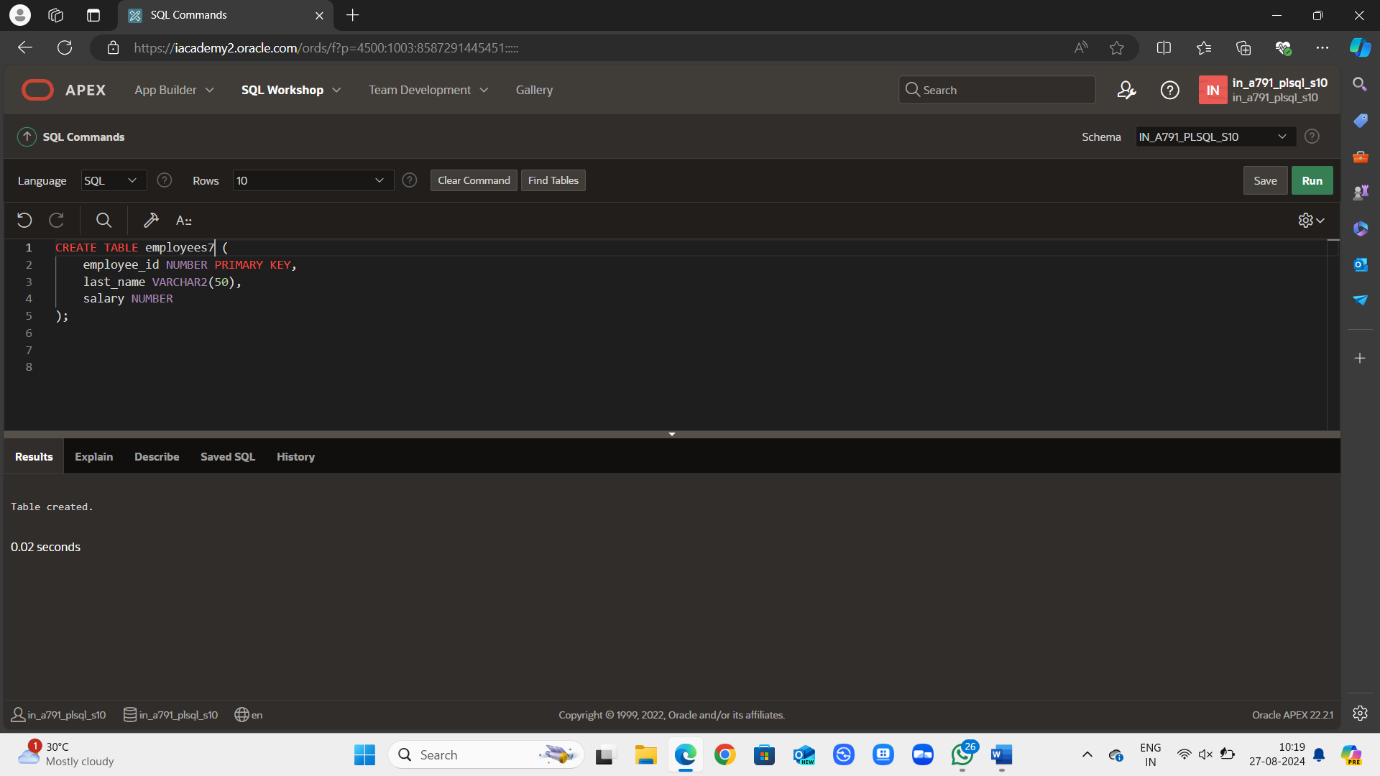 SQL Commands
https://iacademy2.oracle.com/ords/f?p=4500:1003:8587291445451:::::
APEX App Builder SQL Workshop Team Development Gallery Search IN in_a791_plsql_s10
in_a791_plsql_s10
SQL Commands Schema IN_A791_PLSQL_S10
Language SQL Rows 10 Clear Command Find Tables Save Run
A::
1 CREATE TABLE employees7 (
2 employee_id NUMBER PRIMARY KEY,
3 last_name VARCHAR2(50),
4 salary NUMBER
5 );
6
7
8
Results Explain Describe Saved SQL History
Table created.
0.02 seconds
in_a791_plsql_s10 in_a791_plsql_s10 en Copyright © 1999, 2022, Oracle and/or its affiliates. Oracle APEX 22.2.1
1 30°C
Mostly cloudy
Search
NEW
26
W
ENG
IN
10:19
27-08-2024
PRE